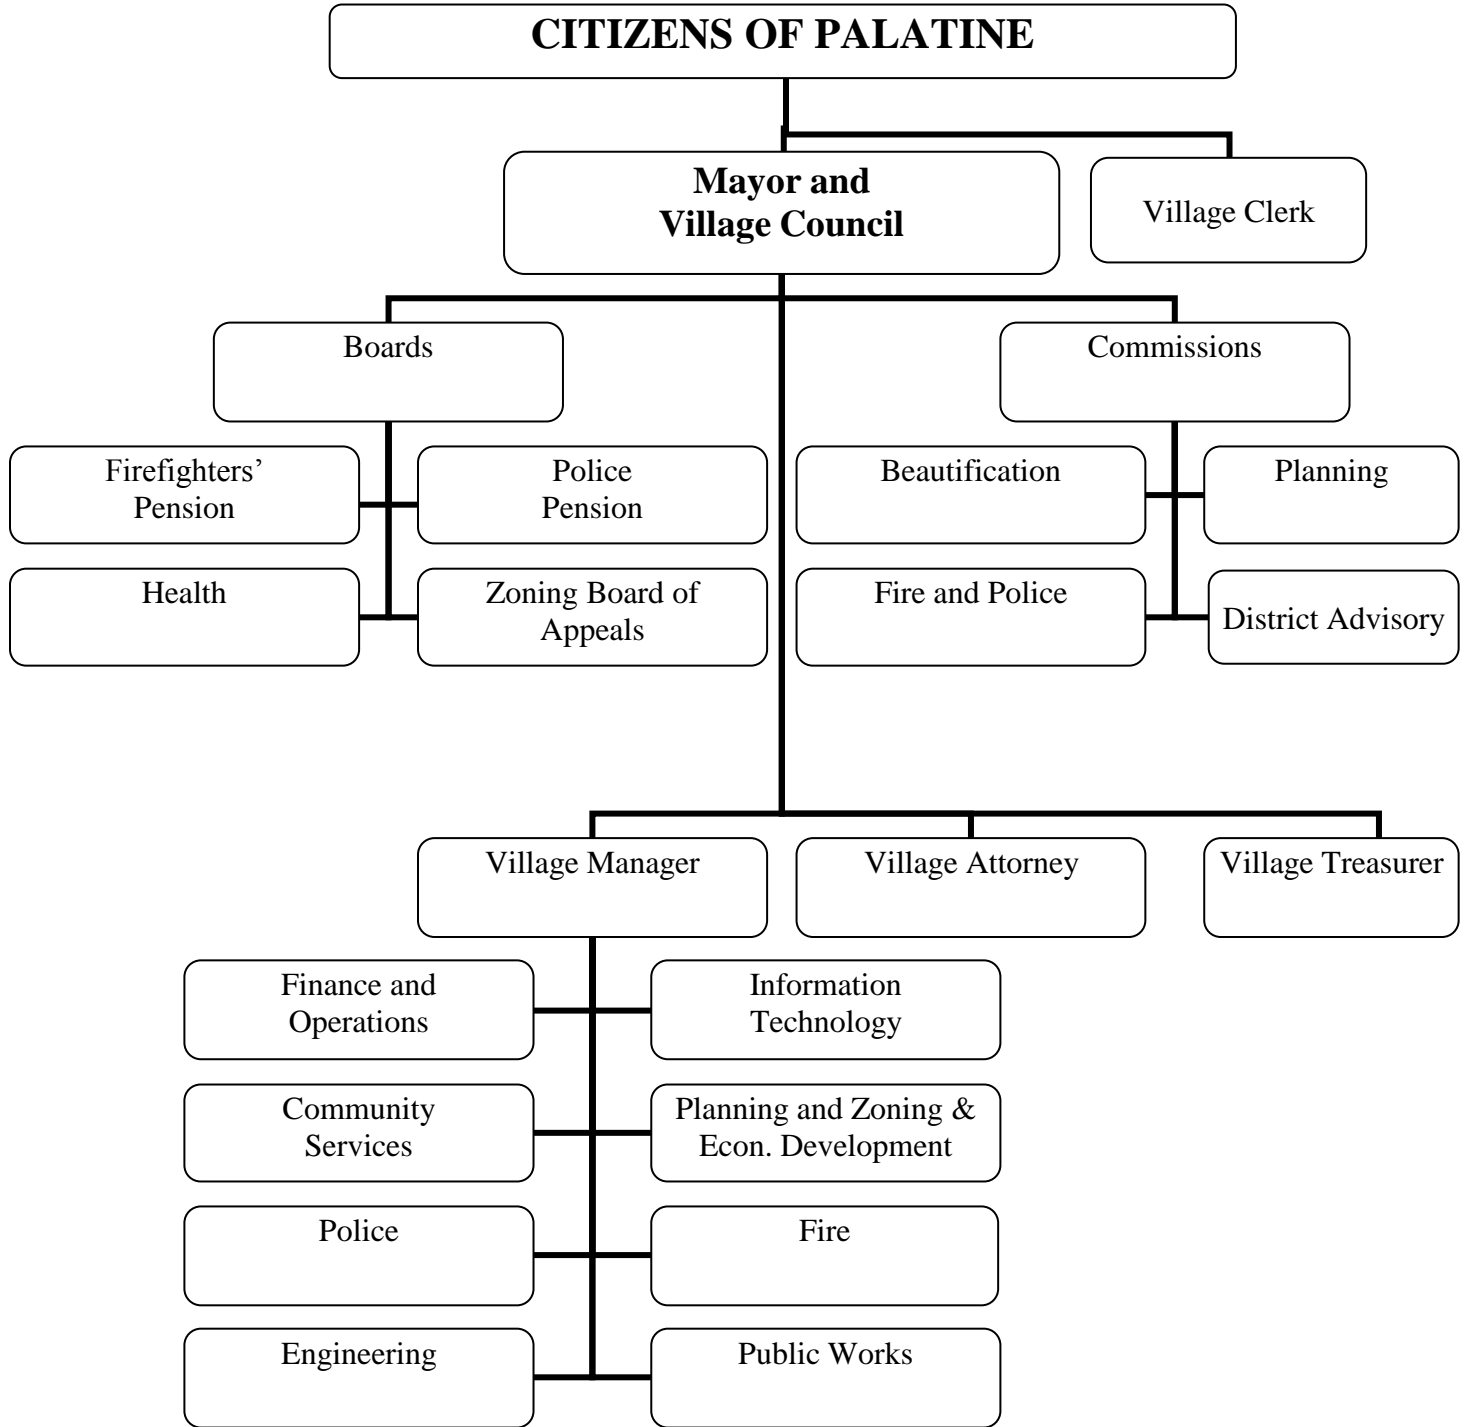 CITIZENS OF PALATINE
Mayor and
Village Council
Village Clerk
Boards
Commissions
Firefighters’
Pension
Police
Pension
Beautification
Planning
Health
Zoning Board of
Appeals
Fire and Police
District Advisory
Village Manager
Village Attorney
Village Treasurer
Finance and
Operations
Information
Technology
Community
Services
Planning and Zoning &
Econ. Development
Police
Fire
Engineering
Public Works